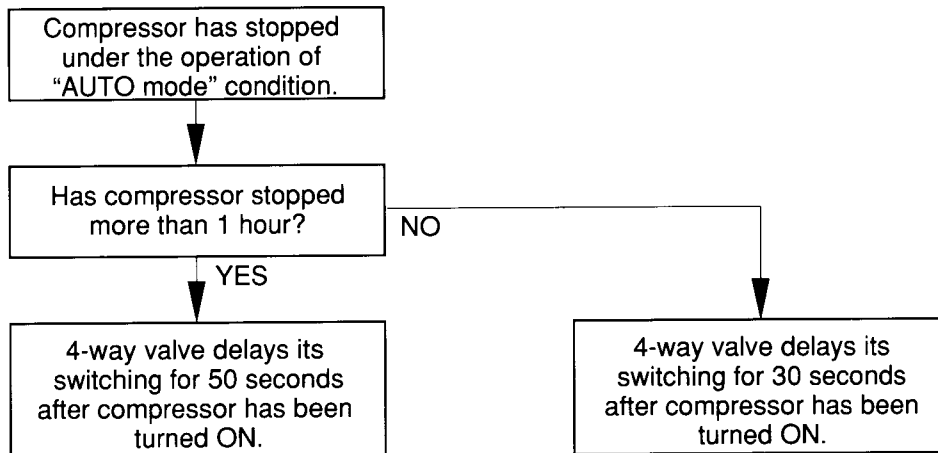 Compressor has stopped
under the operation of
“AUTO mode” condition.
Has compressor stopped
more than 1 hour?
NO
YES
4-way valve delays its
switching for 50 seconds
after compressor has been
turned ON.
4-way valve delays its
switching for 30 seconds
after compressor has been
turned ON.